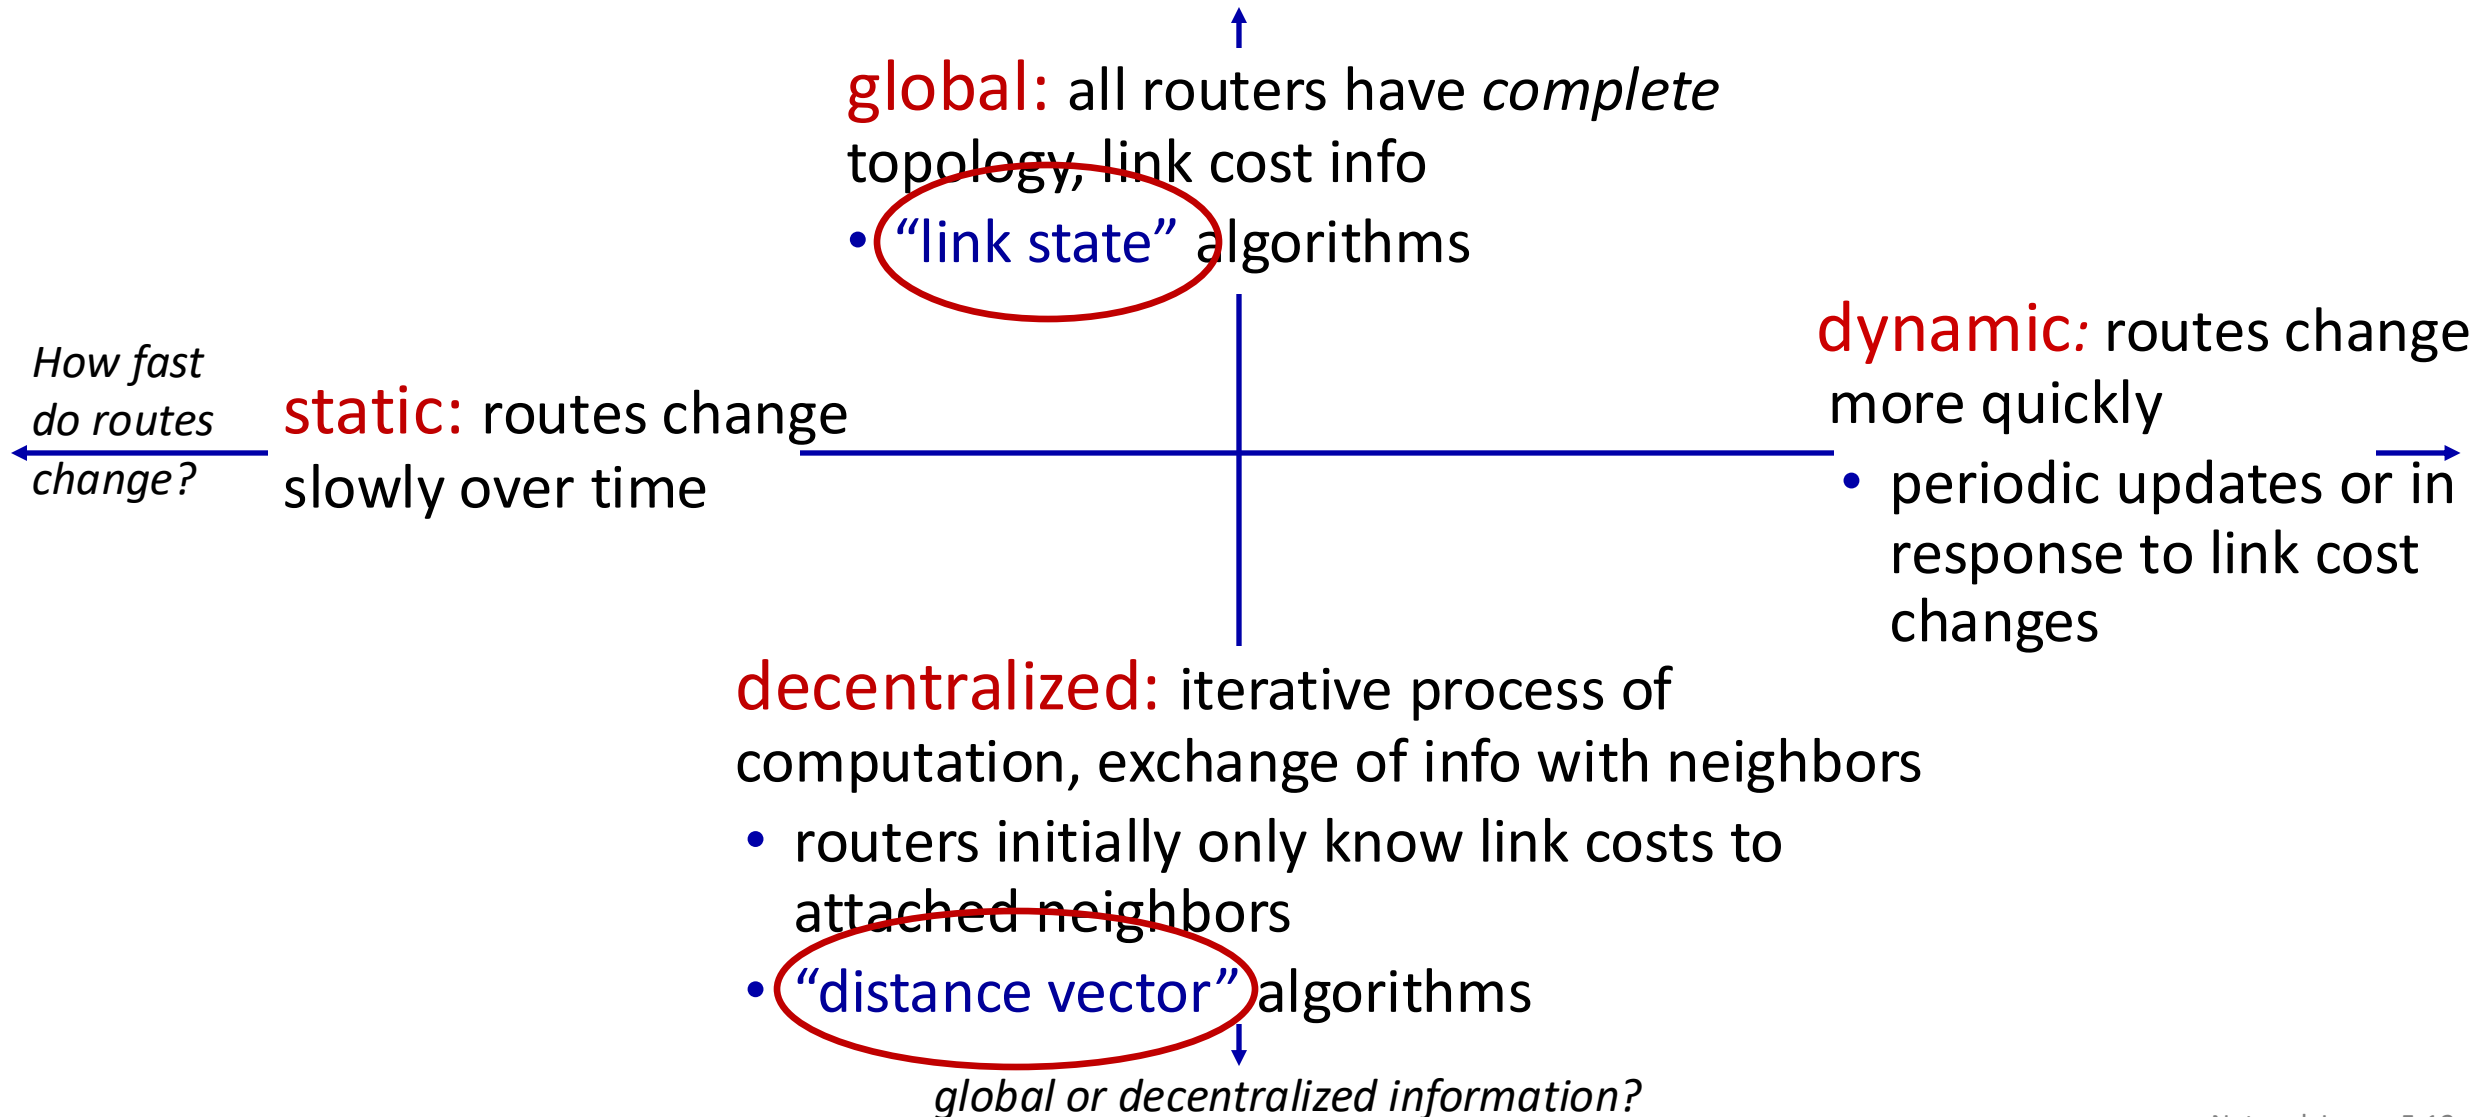 global: all routers have complete
topology, link cost info
• “link state” algorithms
How fast
do routes
change?
static: routes change
slowly over time
dynamic: routes change
more quickly
• periodic updates or in
response to link cost
changes
decentralized: iterative process of
computation, exchange of info with neighbors
• routers initially only know link costs to
attached neighbors
• “distance vector” algorithms
global or decentralized information?